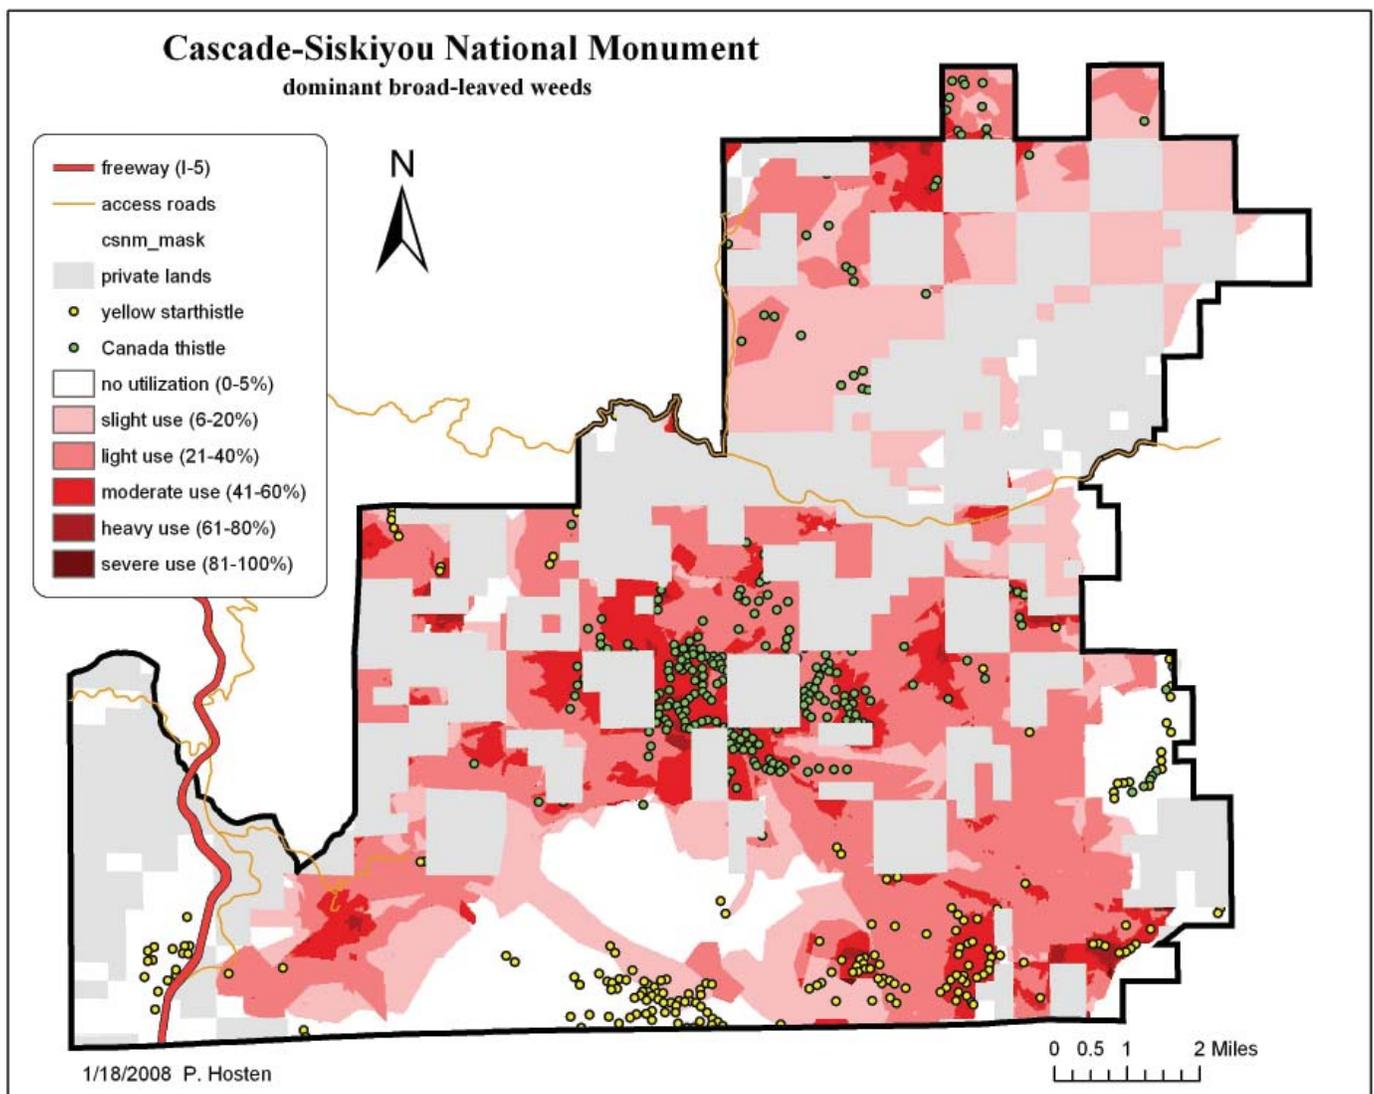 Cascade-Siskiyou National Monument
dominant broad-leaved weeds
N
freeway (I-5)
access roads
csnm_mask
private lands
yellow starthistle
Canada thistle
no utilization (0-5%)
slight use (6-20%)
light use (21-40%)
moderate use (41-60%)
heavy use (61-80%)
severe use (81-100%)
0 0.5 1 2 Miles
1/18/2008 P. Hosten